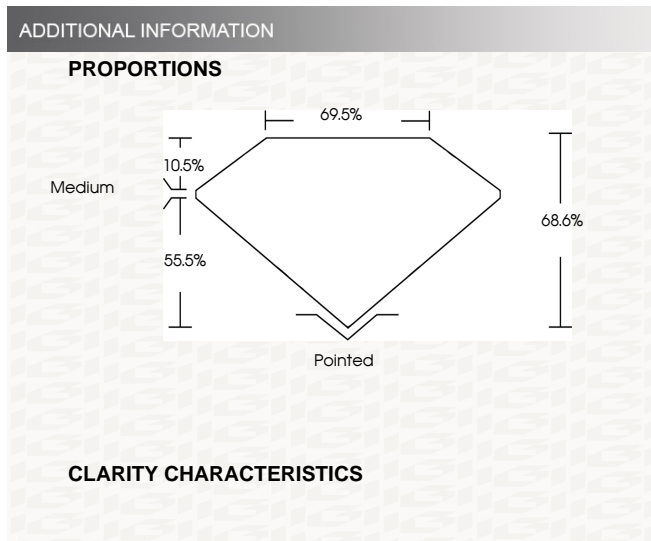 ADDITIONAL INFORMATION
PROPORTIONS
69.5%
10.5%
Medium
68.6%
55.5%
Pointed
CLARITY CHARACTERISTICS